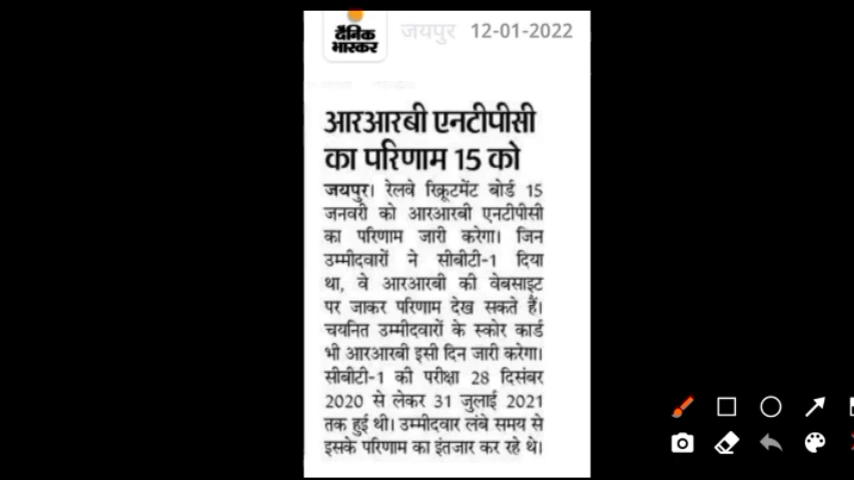 दैनिक
भास्कर
जयपुर 12-01-2022
आरआरबी एनटीपीसी
का परिणाम 15 को
जयपुर। रेलवे रिक्रूटमेंट बोर्ड 15
जनवरी को आरआरबी एनटीपीसी
का परिणाम जारी करेगा। जिन
उम्मीदवारों ने सीबीटी-1 दिया
था, वे आरआरबी की वेबसाइट
पर जाकर परिणाम देख सकते हैं।
चयनित उम्मीदवारों के स्कोर कार्ड
भी आरआरबी इसी दिन जारी करेगा।
सीबीटी-1 की परीक्षा 28 दिसंबर
2020 से लेकर 31 जुलाई 2021
तक हुई थी। उम्मीदवार लंबे समय से
इसके परिणाम का इंतजार कर रहे थे।